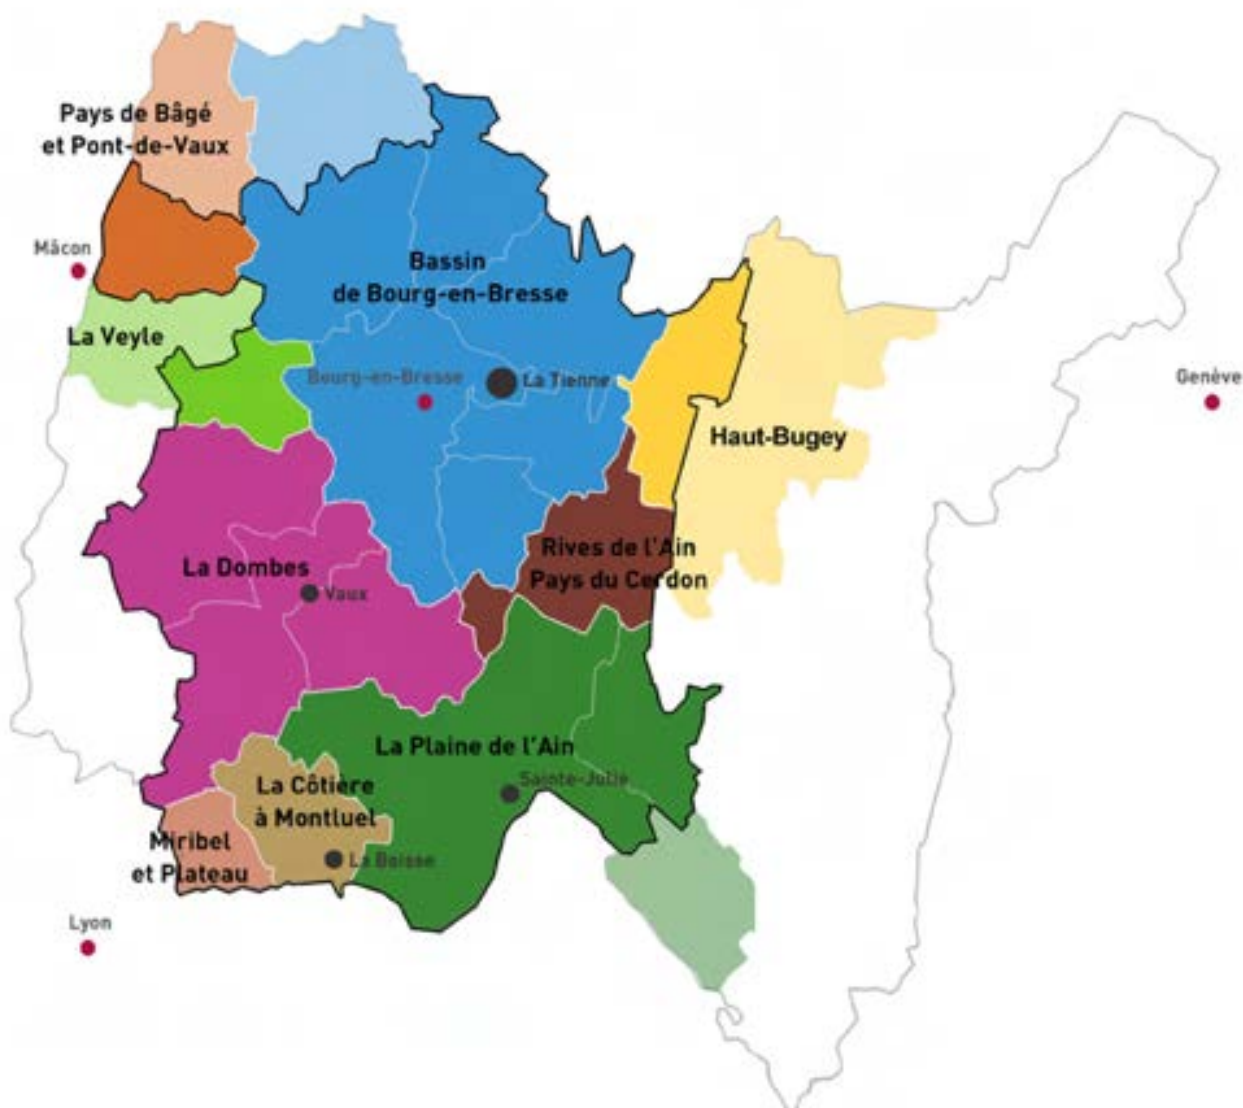 Pays de Bâgé
et Pont-de-Vaux
Mâcon
Bassin
de Bourg-en-Bresse
La Veyle
Bourg-en-Bresse
La Tienne
Genève
Haut-Bugey
Rives de l'Ain
Pays du Cerdon
La Dombes
Vaux
La Plaine de l'Ain
Sainte-Julie
La Côtière
à Montluel
Miribel
et Plateau
La Boisse
Lyon